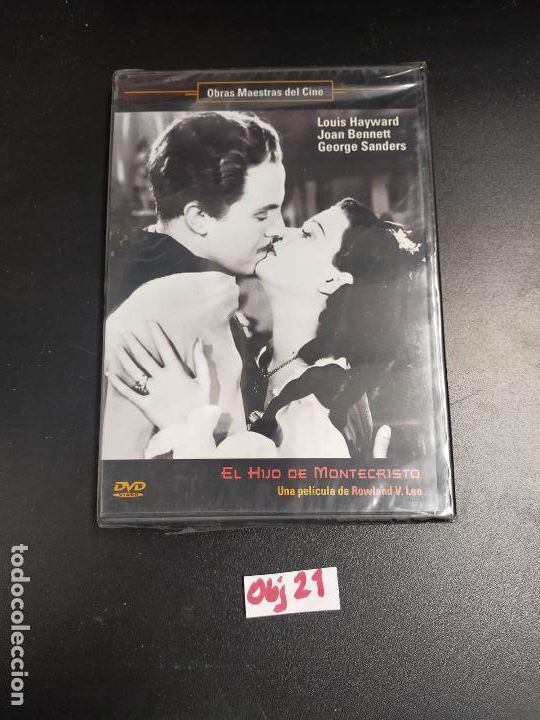 Obras Maestras del Cine
Louis Hayward
Joan Bennett
George Sanders
EL HIJO DE MONTECRISTO
Una película de Rowland V. Lee
DVD
VIDEO
Obj 21
todocoleccion